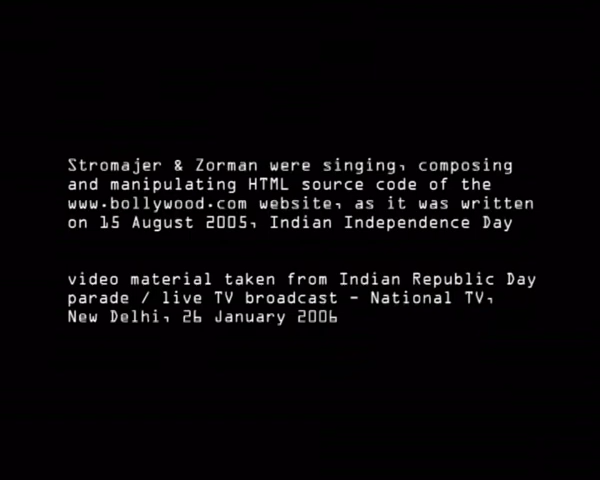 Stromajer & Zorman were singing, composing
and manipulating HTML source code of the
www.bollywood.com website, as it was written
on 15 August 2005, Indian Independence Day
video material taken from Indian Republic Day
parade / live TV broadcast - National TV,
New Delhi, 26 January 2006